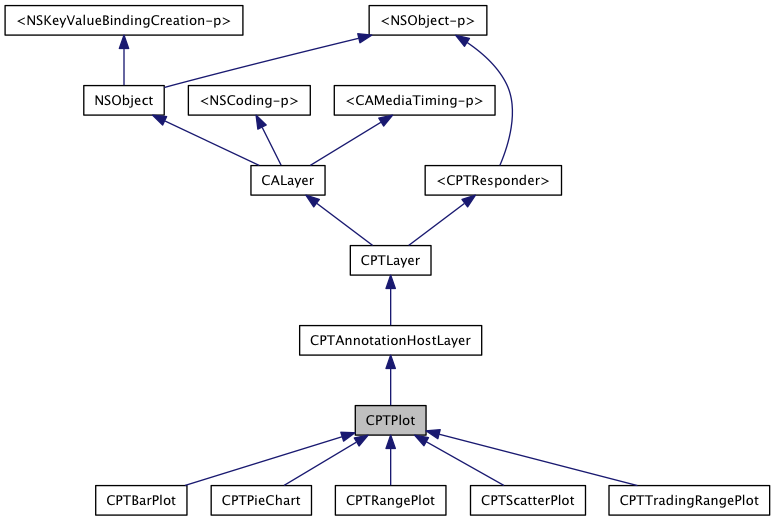 <NSKeyValueBindingCreation-p>
<NSObject-p>
NSObject
<NSCoding-p>
<CAMediaTiming-p>
CALayer
<CPTResponder>
CPTLayer
CPTAnnotationHostLayer
CPTPlot
CPTBarPlot
CPTPieChart
CPTRangePlot
CPTScatterPlot
CPTTradingRangePlot